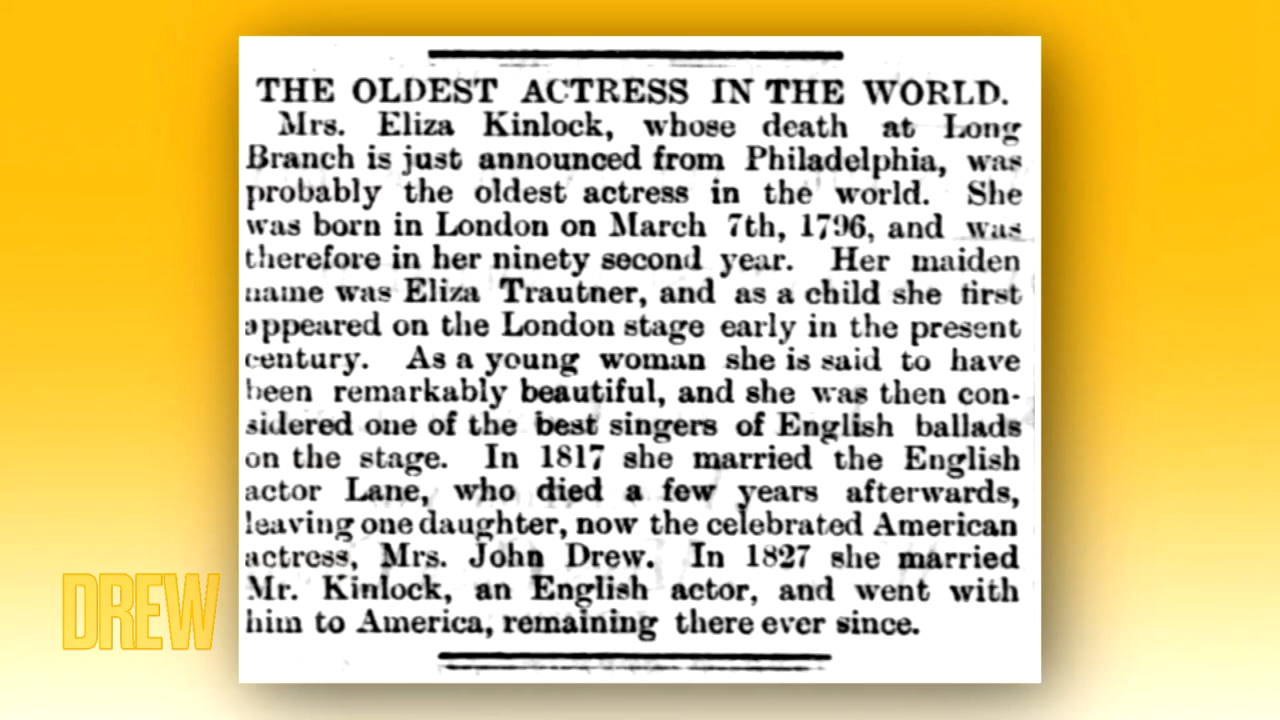 THE OLDEST ACTRESS IN THE WORLD.
Mrs. Eliza Kinlock, whose death at Long
Branch is just announced from Philadelphia, was
probably the oldest actress in the world. She
was born in London on March 7th, 1796, and was
therefore in her ninety second year. Her maiden
name was Eliza Trautner, and as a child she first
appeared on the London stage early in the present
century. As a young woman she is said to have
been remarkably beautiful, and she was then con-
sidered one of the best singers of English ballads
on the stage. In 1817 she married the English
actor Lane, who died a few years afterwards,
leaving one daughter, now the celebrated American
actress, Mrs. John Drew. In 1827 she married
Mr. Kinlock, an English actor, and went with
him to America, remaining there ever since.
DREW